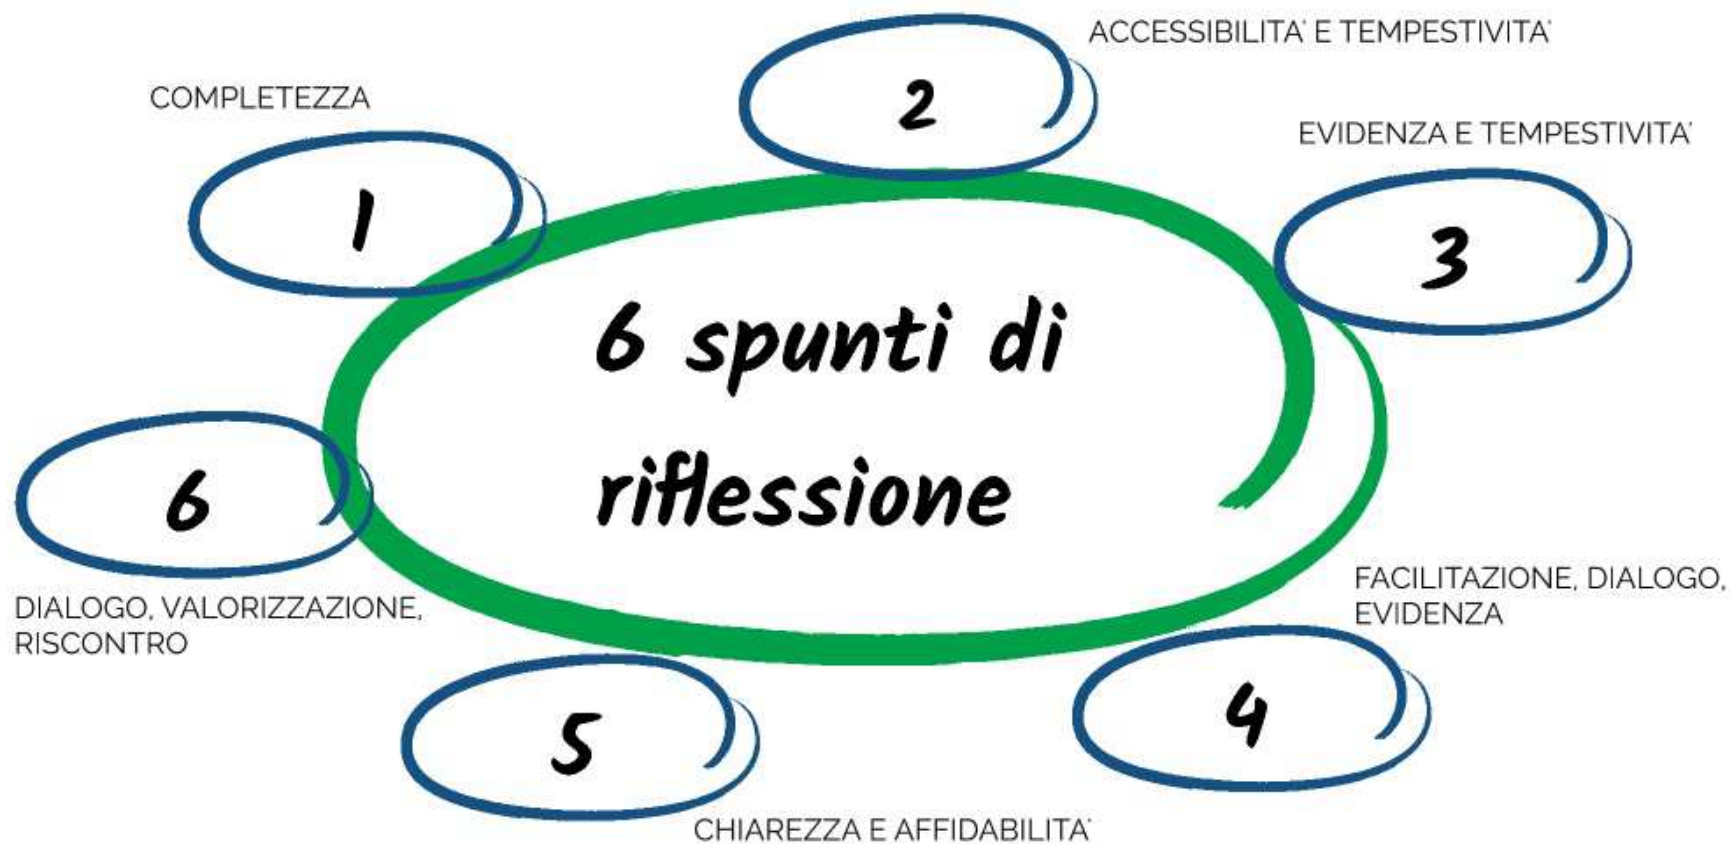 COMPLETEZZA
1
ACCESSIBILITA' E TEMPESTIVITA'
2
EVIDENZA E TEMPESTIVITA'
3
6 spunti di
riflessione
FACILITAZIONE, DIALOGO,
EVIDENZA
4
5
CHIAREZZA E AFFIDABILITA'
6
DIALOGO, VALORIZZAZIONE,
RISCONTRO